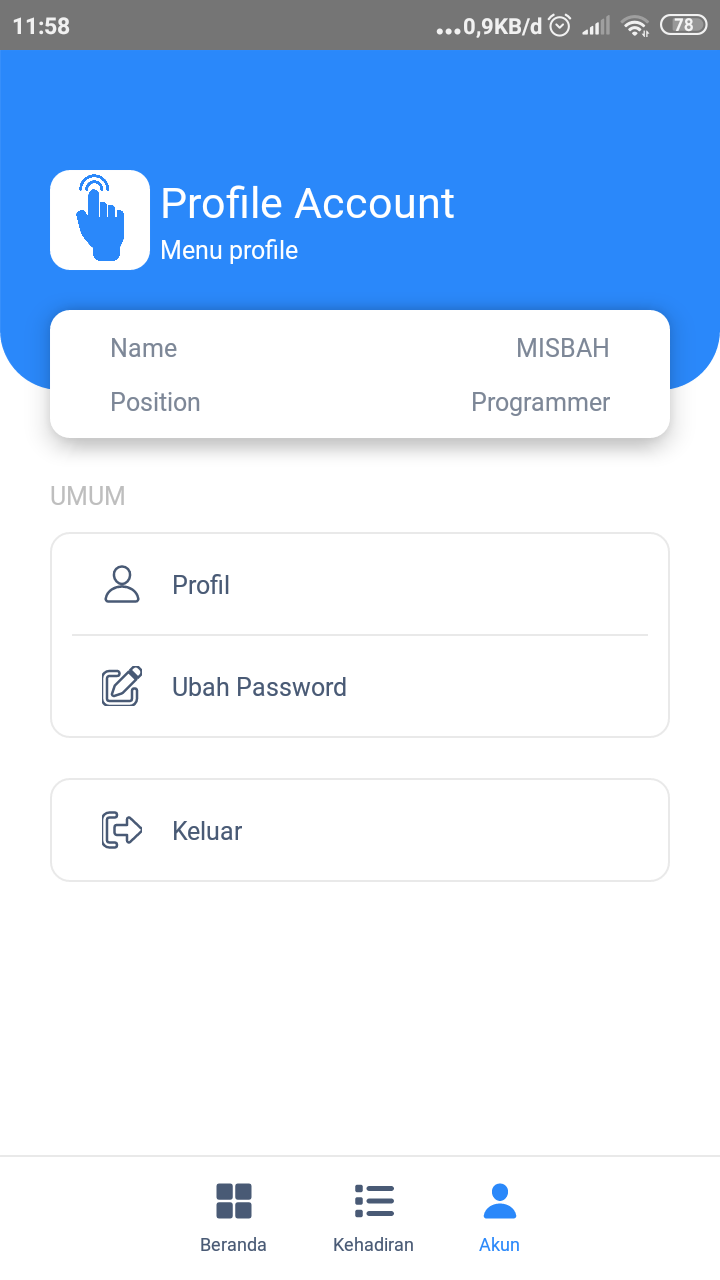 11:58 ...0,9KB/d 78
Profile Account
Menu profile
Name MISBAH
Position Programmer
UMUM
Profil
Ubah Password
Keluar
Beranda Kehadiran Akun